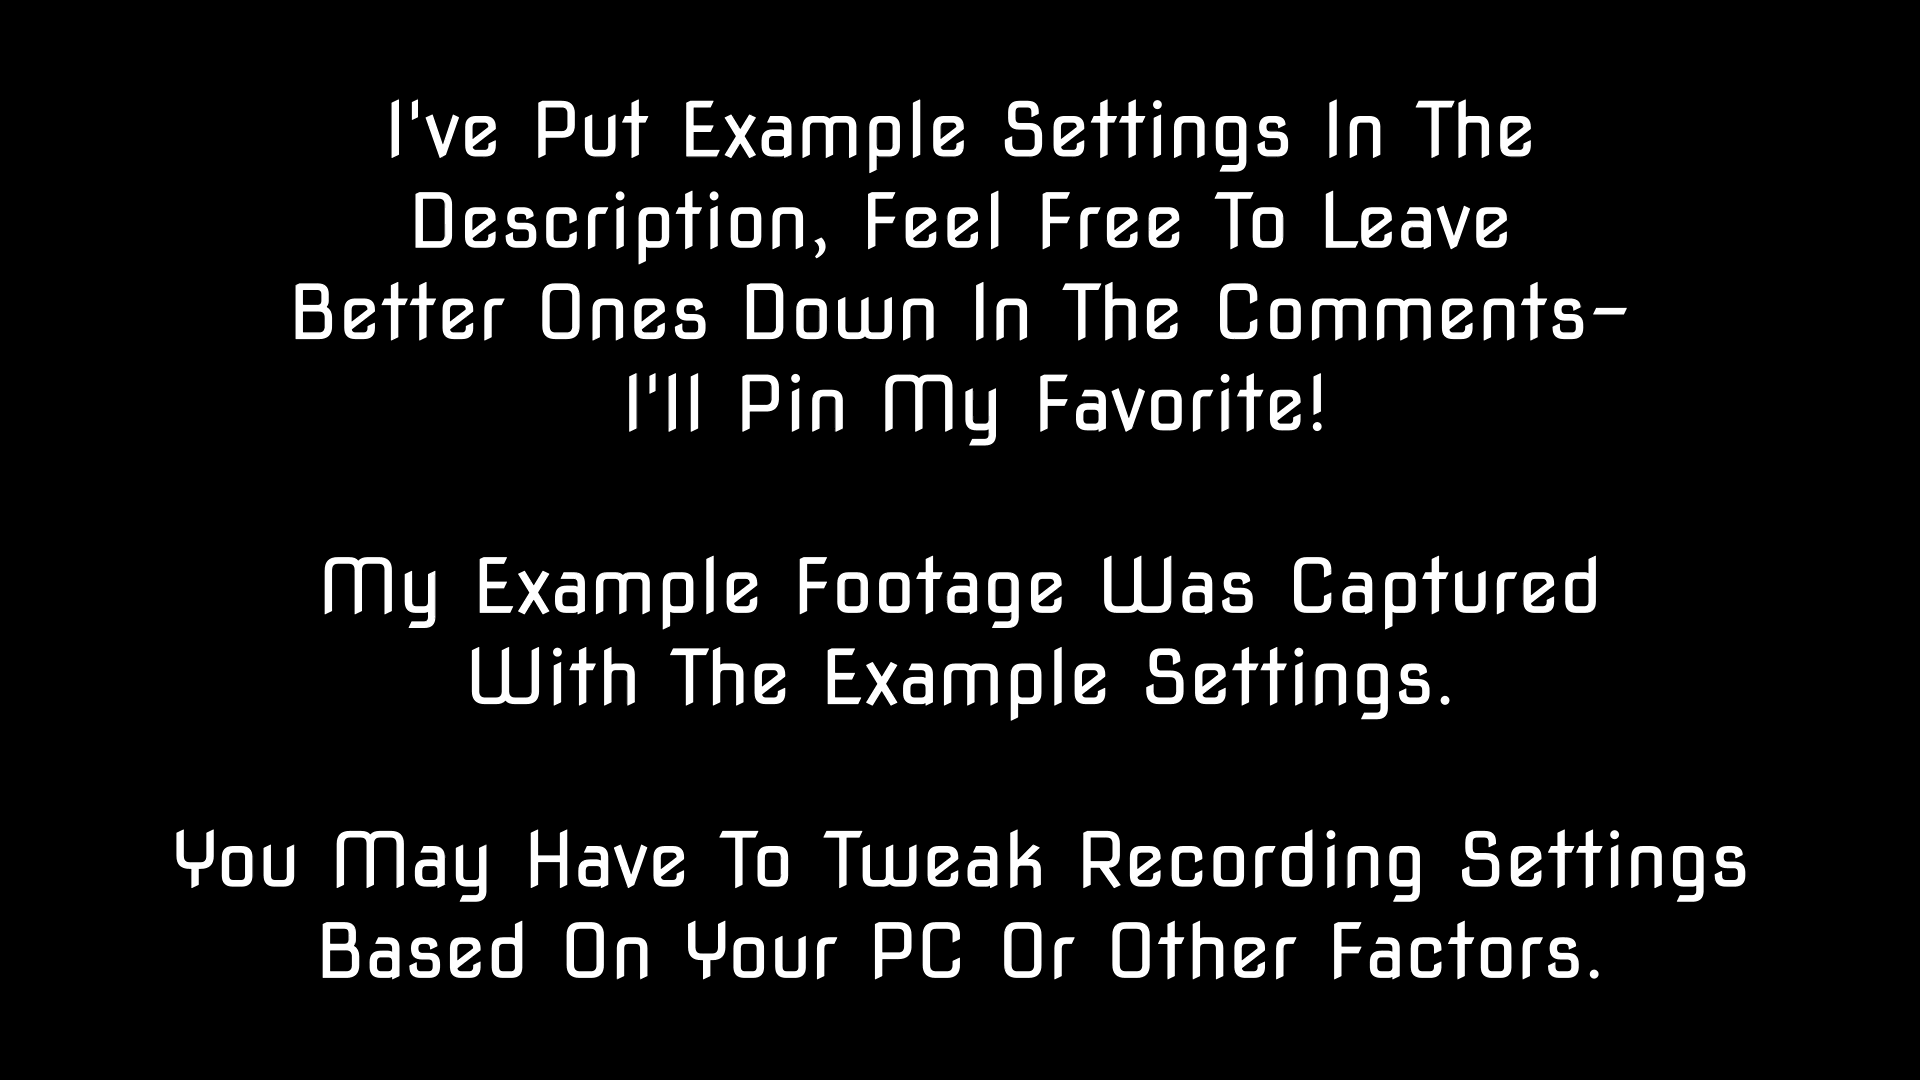 I've Put Example Settings In The
Description, Feel Free To Leave
Better Ones Down In The Comments-
I'll Pin My Favorite!
My Example Footage Was Captured
With The Example Settings.
You May Have To Tweak Recording Settings
Based On Your PC Or Other Factors.